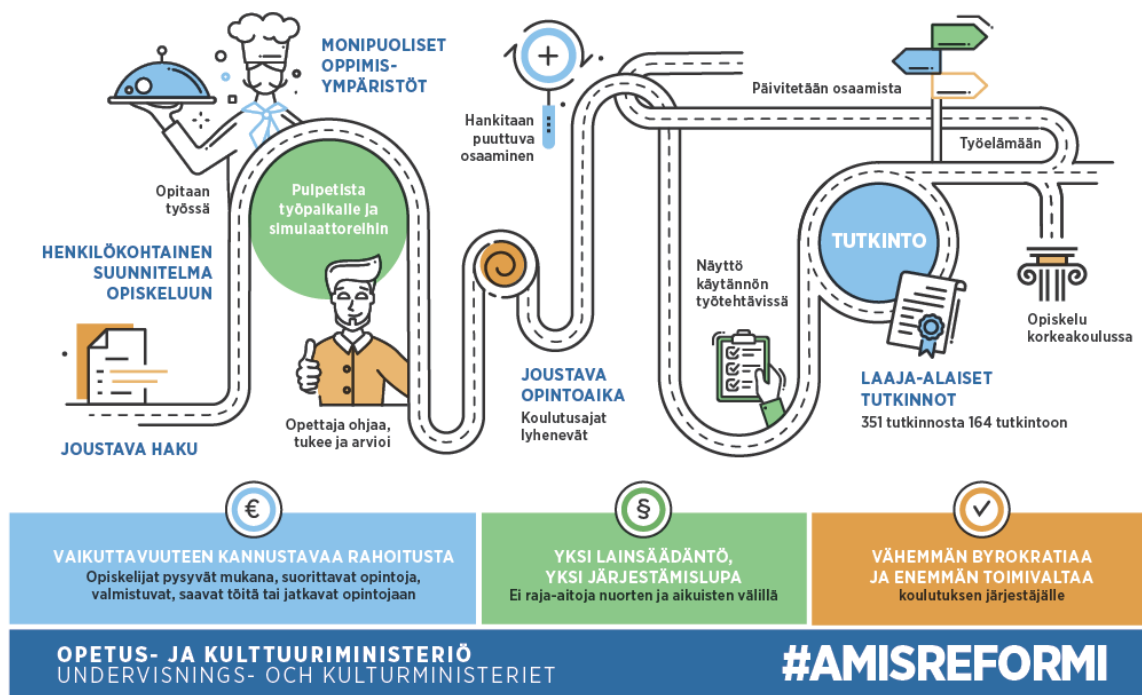 MONIPUOLISET
OPPIMIS-
YMPÄRISTÖT
Opitaan
työssä
Pulpetista
työpaikalle ja
simulaattoreihin
HENKILÖKOHTAINEN
SUUNNITELMA
OPISKELUUN
JOUSTAVA HAKU
Opettaja ohjaa,
tukee ja arvioi
Hankitaan
puuttuva
osaaminen
JOUSTAVA
OPINTOAIKA
Koulutusajat
lyhenevät
Päivitetään osaamista
Työelämään
Näyttö
käytännön
työtehtävissä
TUTKINTO
Opiskelu
korkeakoulussa
LAAJA-ALAISET
TUTKINNOT
351 tutkinnosta 164 tutkintoon
€
VAIKUTTAVUUTEEN KANNUSTAVAA RAHOITUSTA
Opiskelijat pysyvät mukana, suorittavat opintoja,
valmistuvat, saavat töitä tai jatkavat opintojaan
§
YKSI LAINSÄÄDÄNTÖ,
YKSI JÄRJESTÄMISLUPA
Ei raja-aitoja nuorten ja aikuisten välillä
VÄHEMMÄN BYROKRATIAA
JA ENEMMÄN TOIMIVALTAA
koulutuksen järjestäjälle
OPETUS- JA KULTTUURIMINISTERIÖ
UNDERVISNINGS- OCH KULTURMINISTERIET
#AMISREFORMI